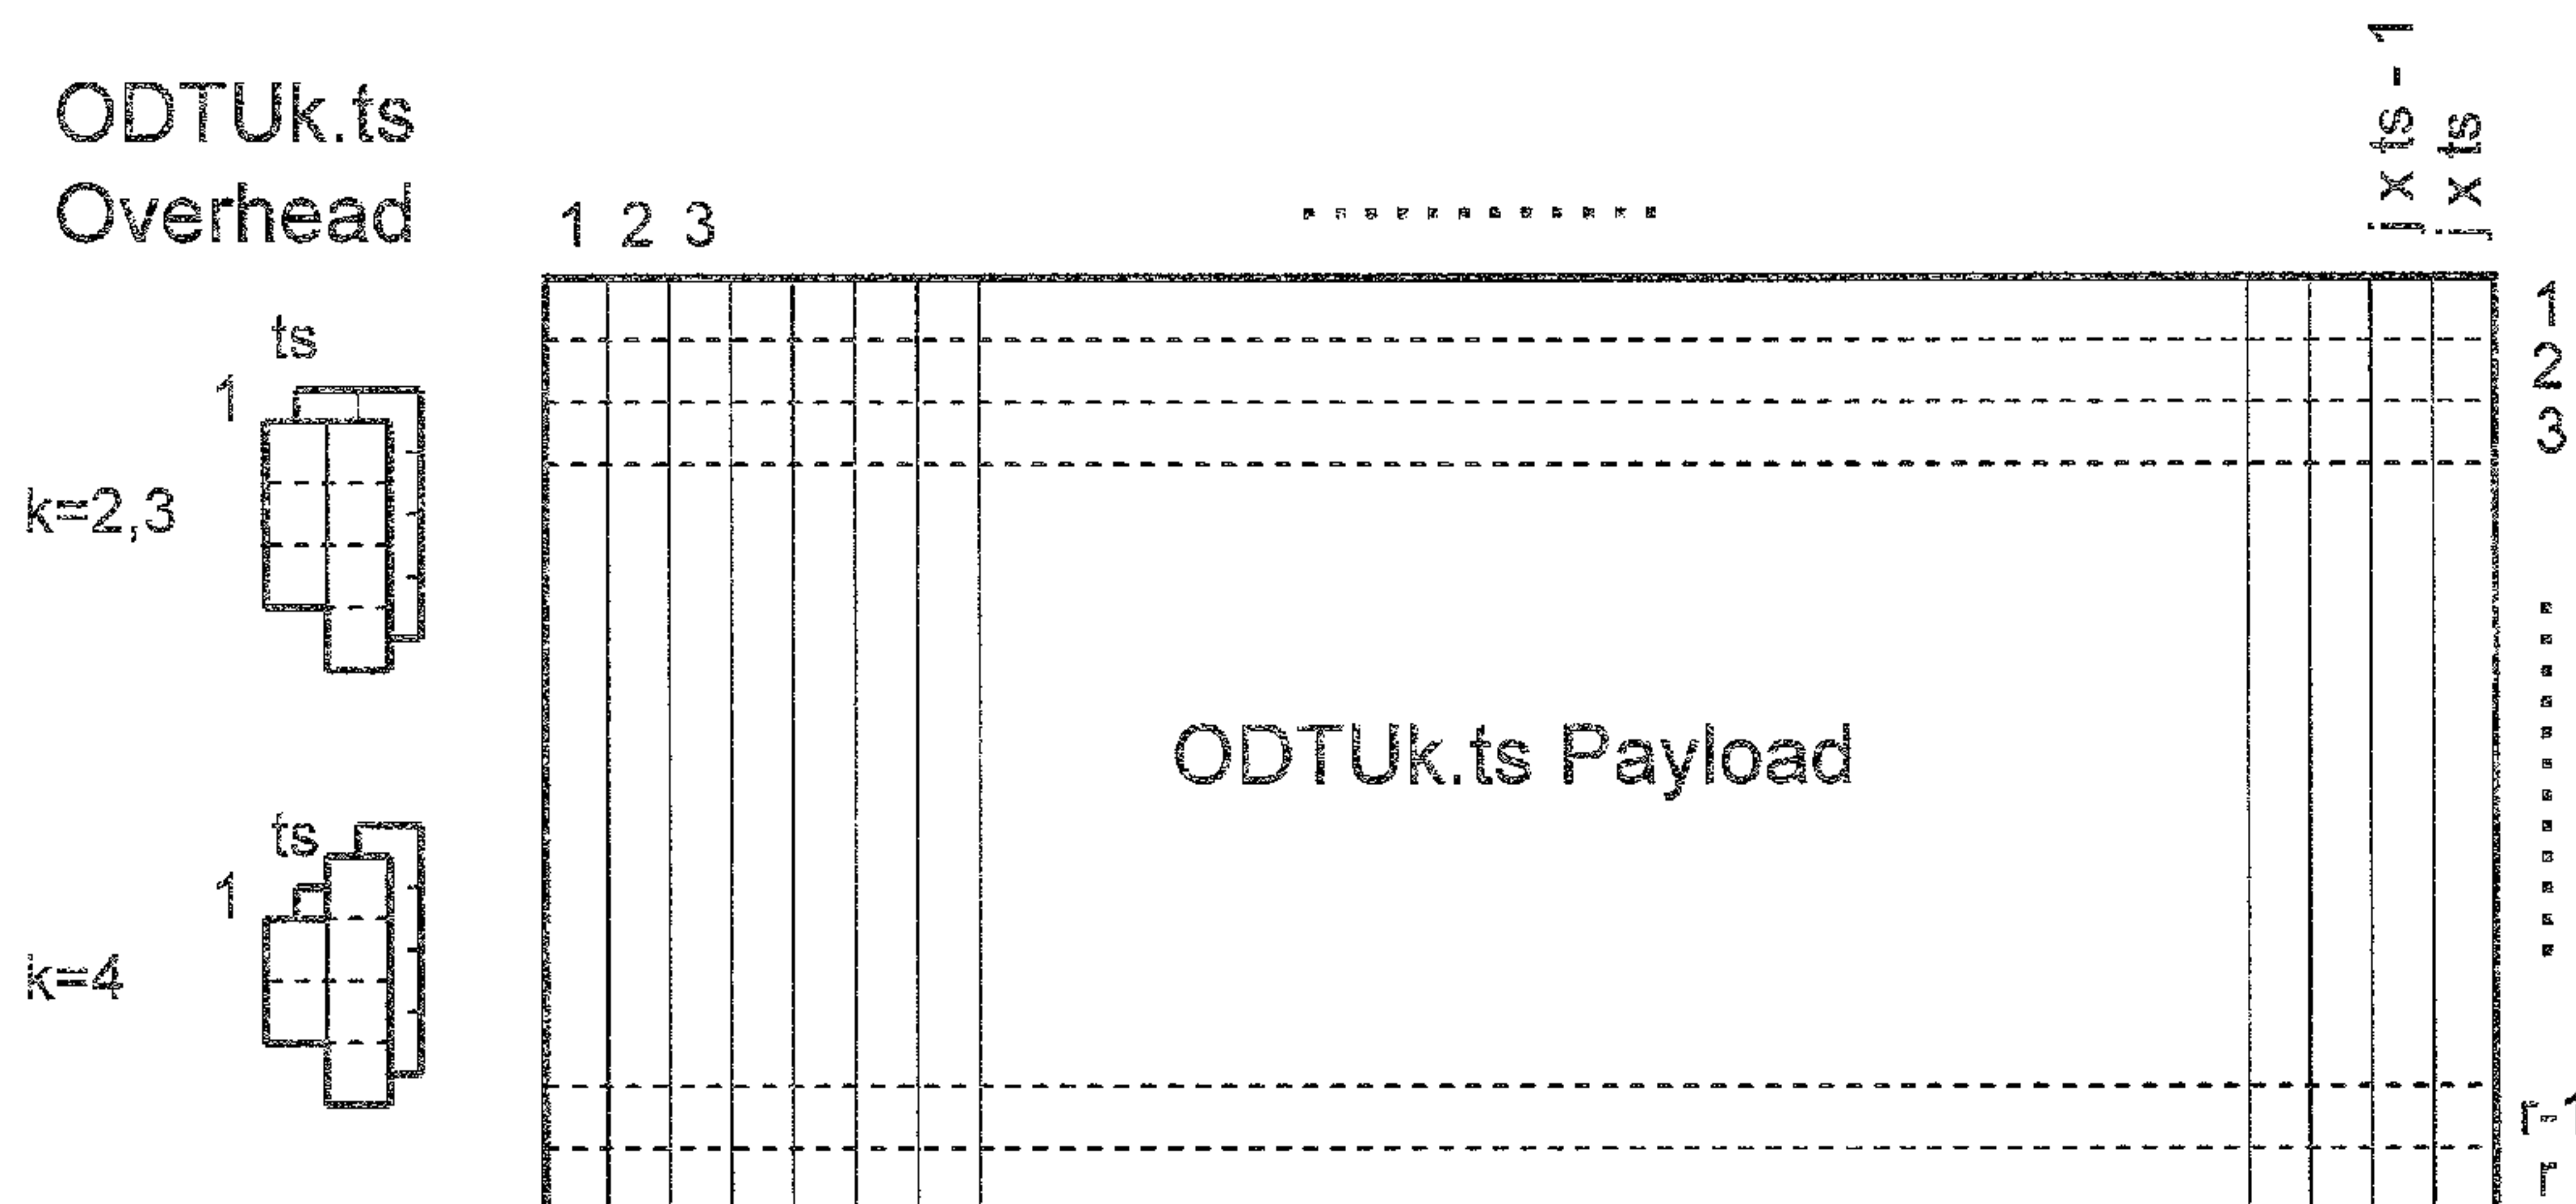 ODTUk.ts
Overhead
1 2 3
j x ts - 1
j x ts
1
2
3
ts
1
k=2,3
ODTUk.ts Payload
ts
1
k=4